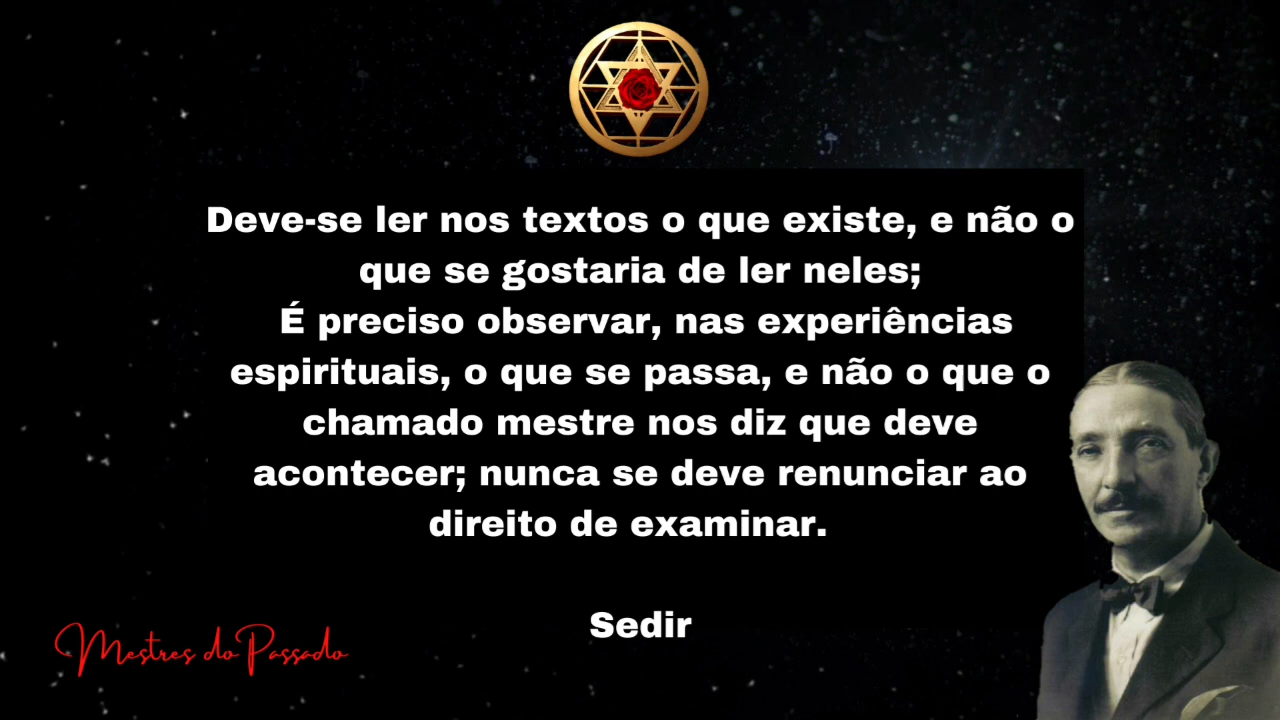 Deve-se ler nos textos o que existe, e não o
que se gostaria de ler neles;
É preciso observar, nas experiências
espirituais, o que se passa, e não o que o
chamado mestre nos diz que deve
acontecer; nunca se deve renunciar ao
direito de examinar.
Sedir
Mestres do Passado